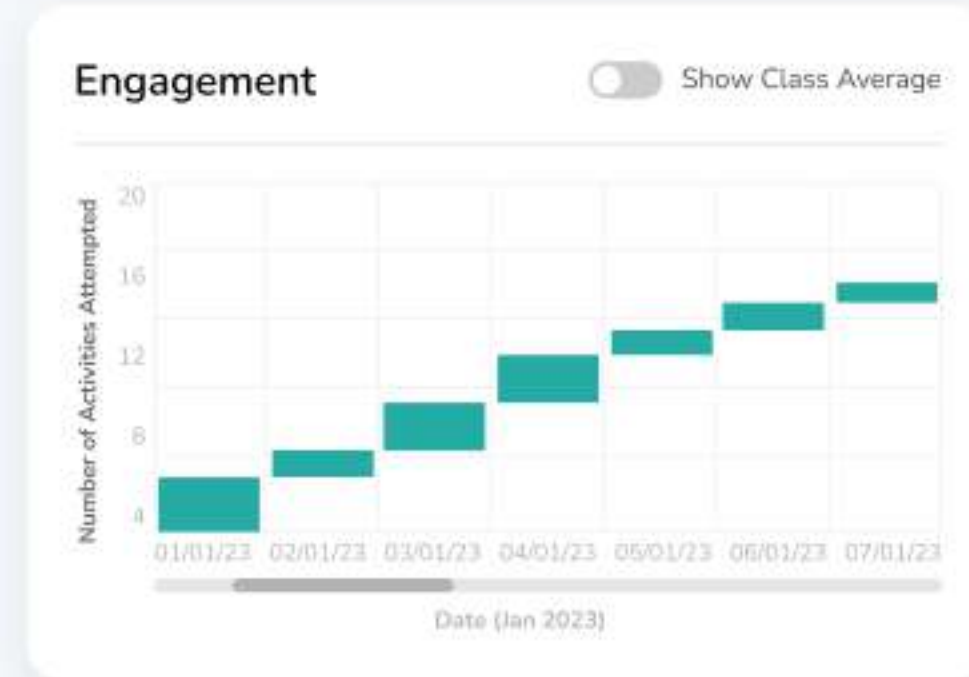 Engagement
Show Class Average
Number of Activities Attempted
20
16
12
8
4
01/01/23 02/01/23 03/01/23 04/01/23 05/01/23 06/01/23 07/01/23
Date (Jan 2023)